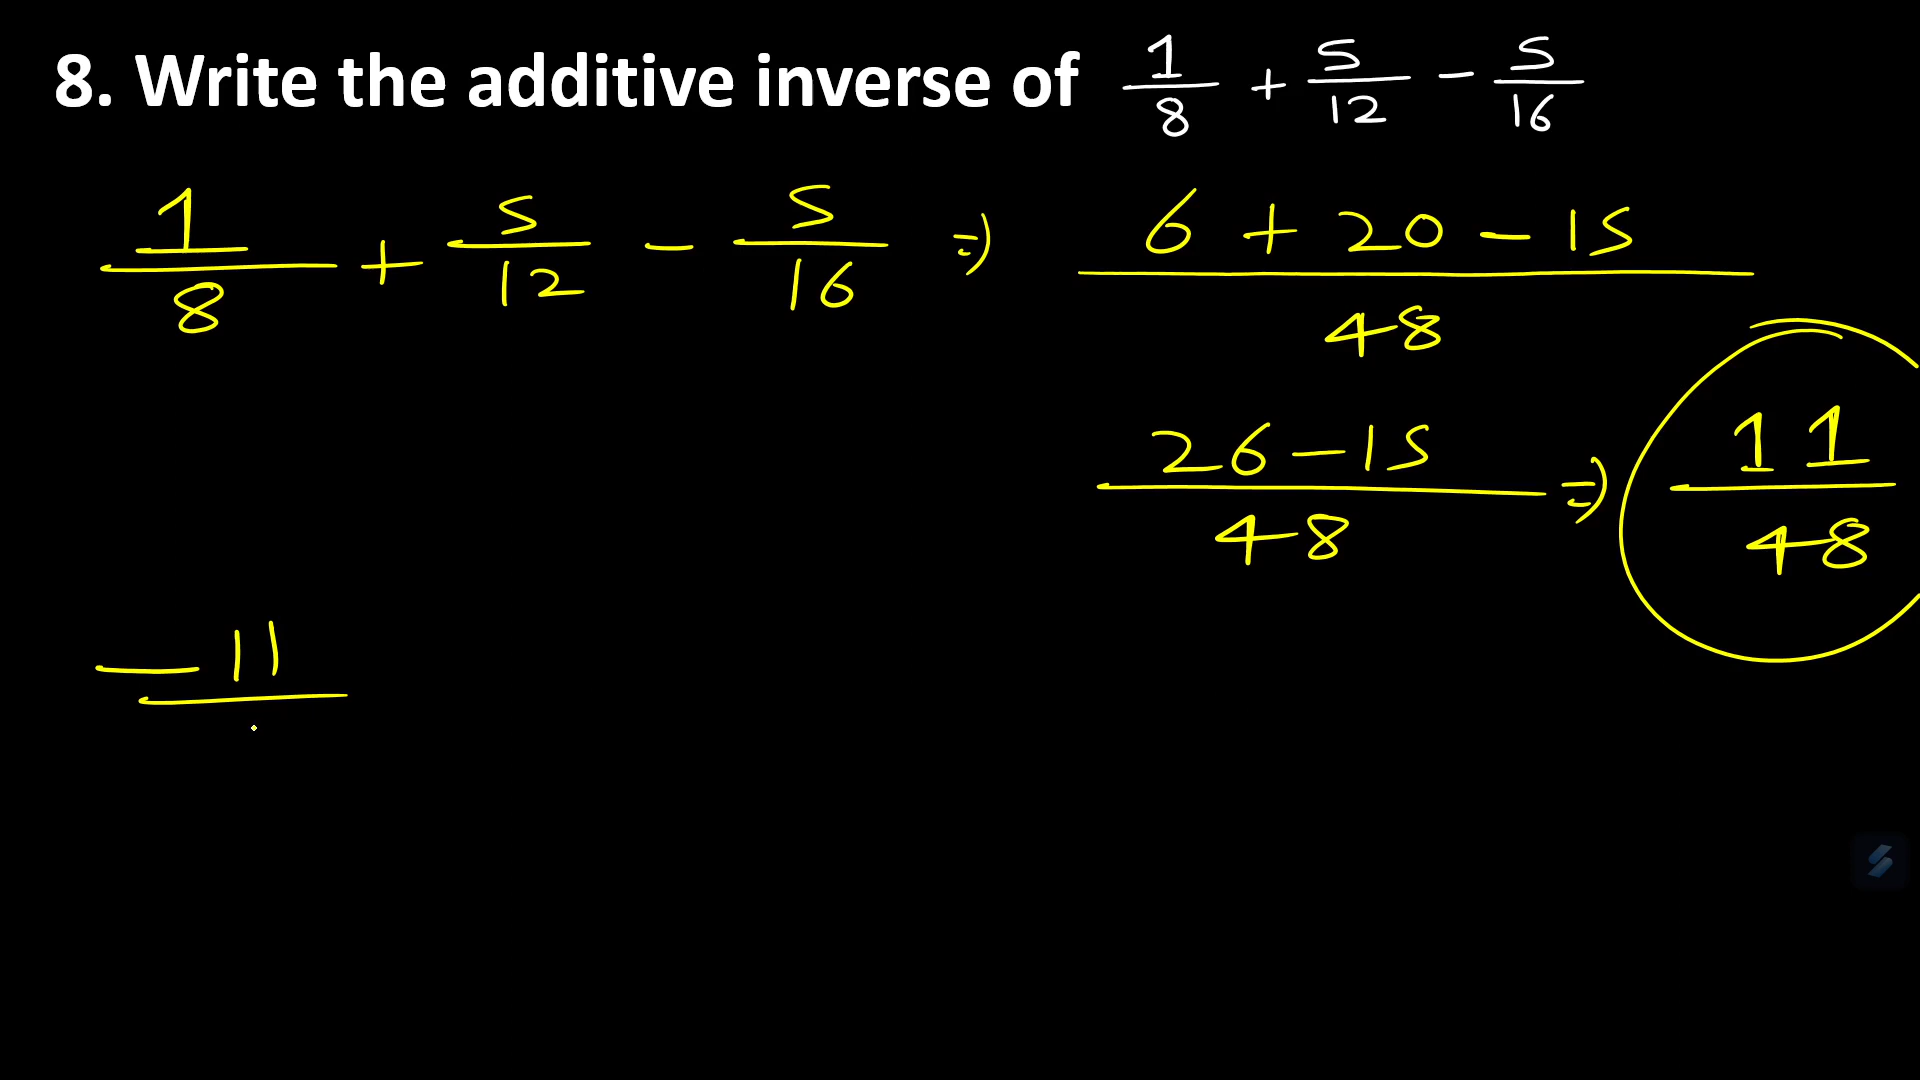 8. Write the additive inverse of 1/8 + 5/12 - 5/16
1/8 + 5/12 - 5/16 ⇒ (6 + 20 - 15)/48
(26 - 15)/48 ⇒ 11/48
- 11